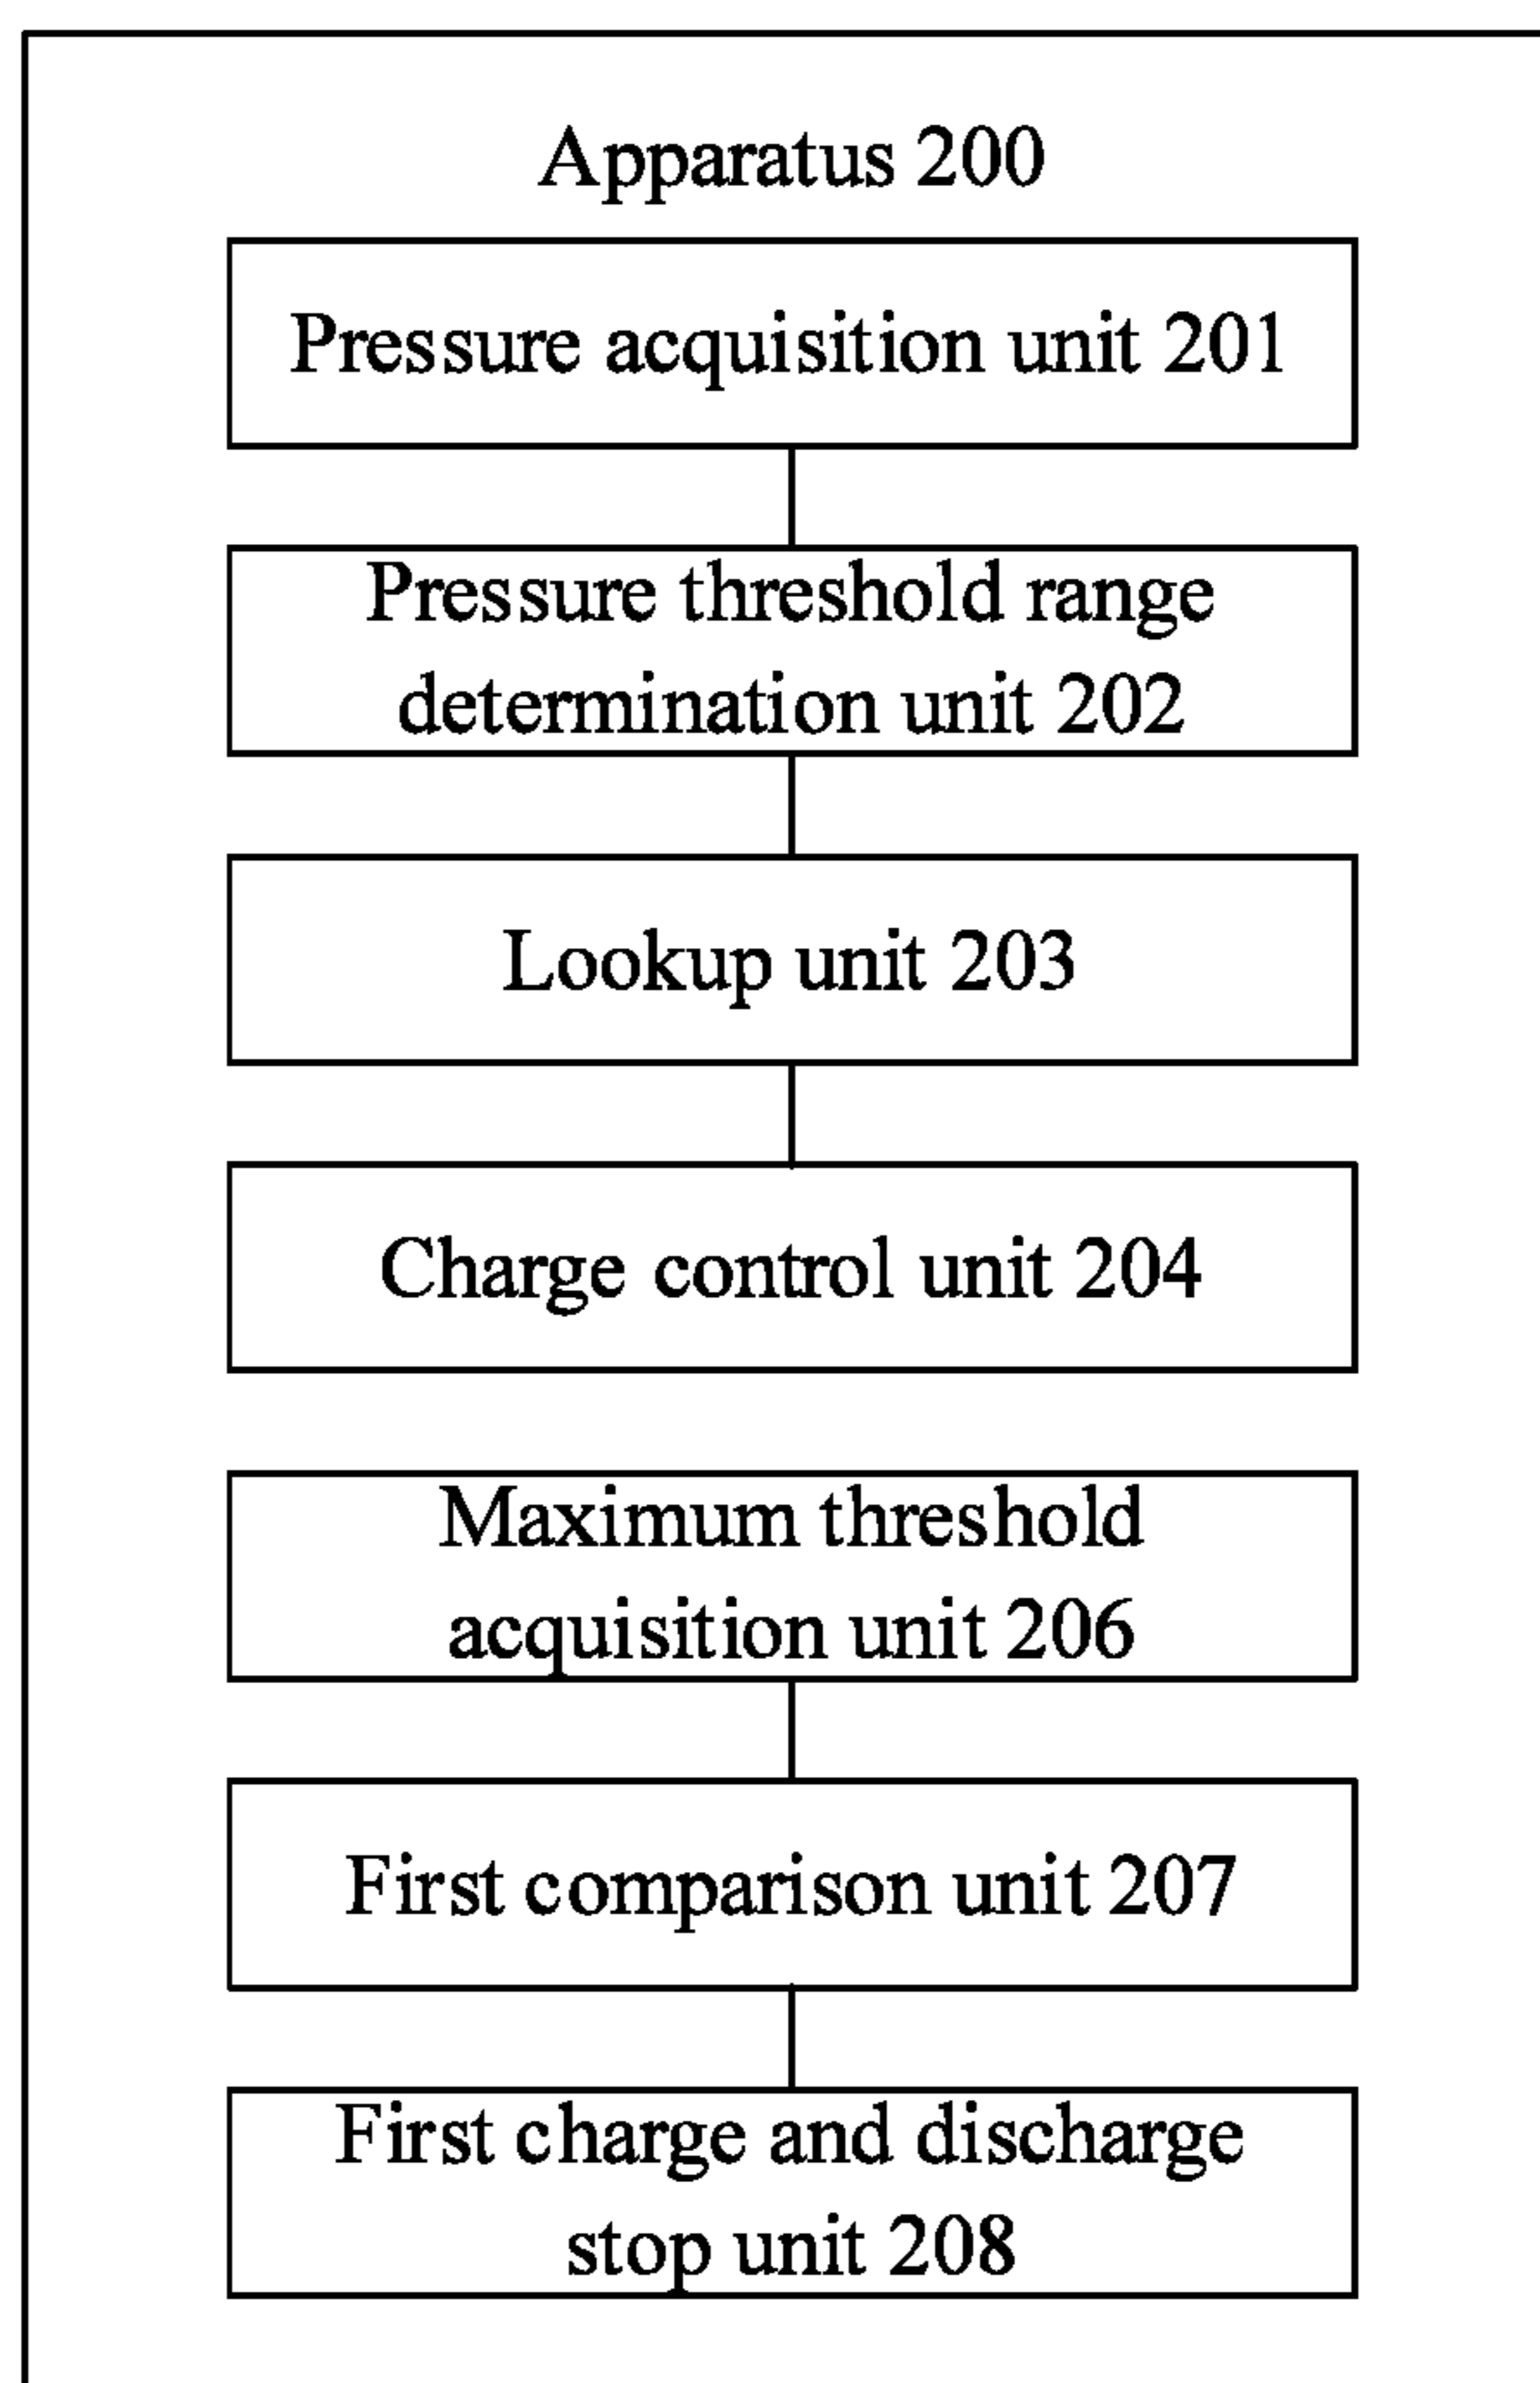 Apparatus 200
Pressure acquisition unit 201
Pressure threshold range
determination unit 202
Lookup unit 203
Charge control unit 204
Maximum threshold
acquisition unit 206
First comparison unit 207
First charge and discharge
stop unit 208